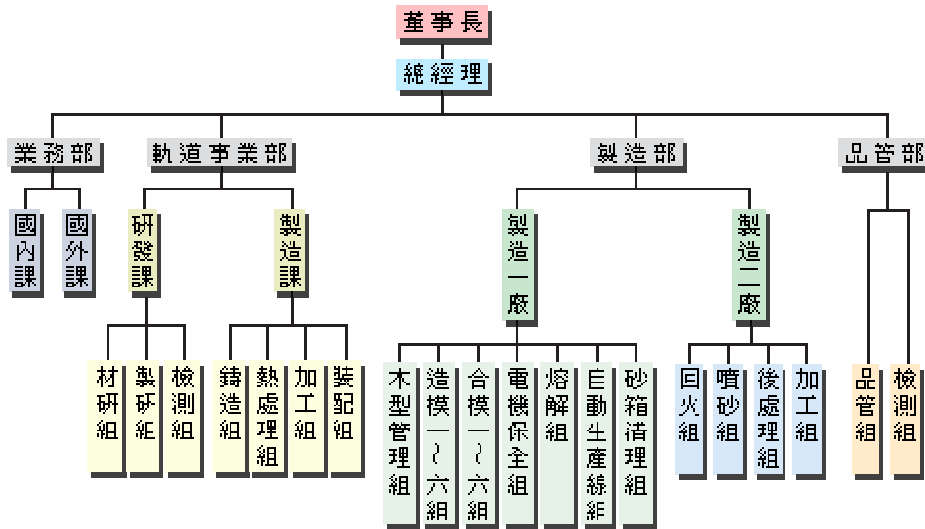 董事長
總經理
業務部
軌道事業部
製造部
品管部
國內課
國外課
研發課
製造課
製造一廠
製造二廠
材研組
製研組
檢測組
鑄造組
熱處理組
加工組
裝配組
木型管理組
造模一~六組
合模一~六組
電機保全組
熔解組
自動生產線組
砂箱清理組
回火組
噴砂組
後處理組
加工組
品管組
檢測組